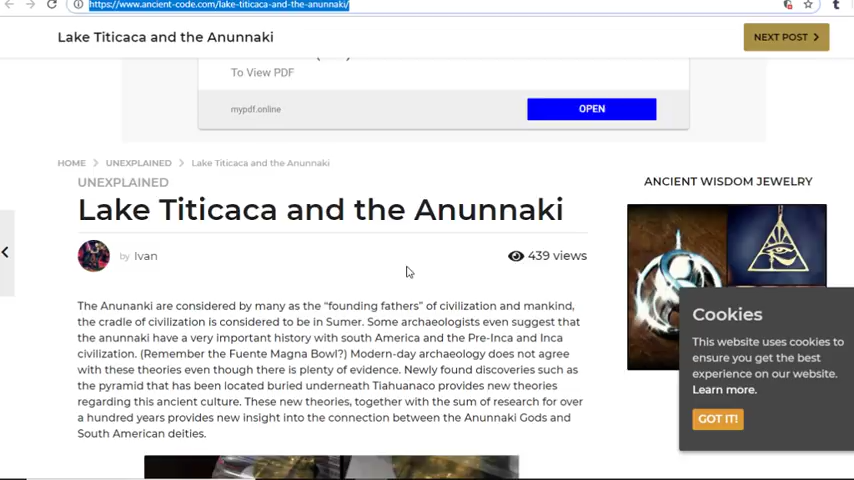 https://www.ancient-code.com/lake-titicaca-and-the-anunnaki/
Lake Titicaca and the Anunnaki
NEXT POST
To View PDF
mypdf.online
OPEN
HOME UNEXPLAINED Lake Titicaca and the Anunnaki
UNEXPLAINED
Lake Titicaca and the Anunnaki
by Ivan
439 views
The Anunanki are considered by many as the “founding fathers” of civilization and mankind,
the cradle of civilization is considered to be in Sumer. Some archaeologists even suggest that
the anunnaki have a very important history with south America and the Pre-Inca and Inca
civilization. (Remember the Fuente Magna Bowl?) Modern-day archaeology does not agree
with these theories even though there is plenty of evidence. Newly found discoveries such as
the pyramid that has been located buried underneath Tiahuanaco provides new theories
regarding this ancient culture. These new theories, together with the sum of research for over
a hundred years provides new insight into the connection between the Anunnaki Gods and
South American deities.
ANCIENT WISDOM JEWELRY
Cookies
This website uses cookies to
ensure you get the best
experience on our website.
Learn more.
GOT IT!